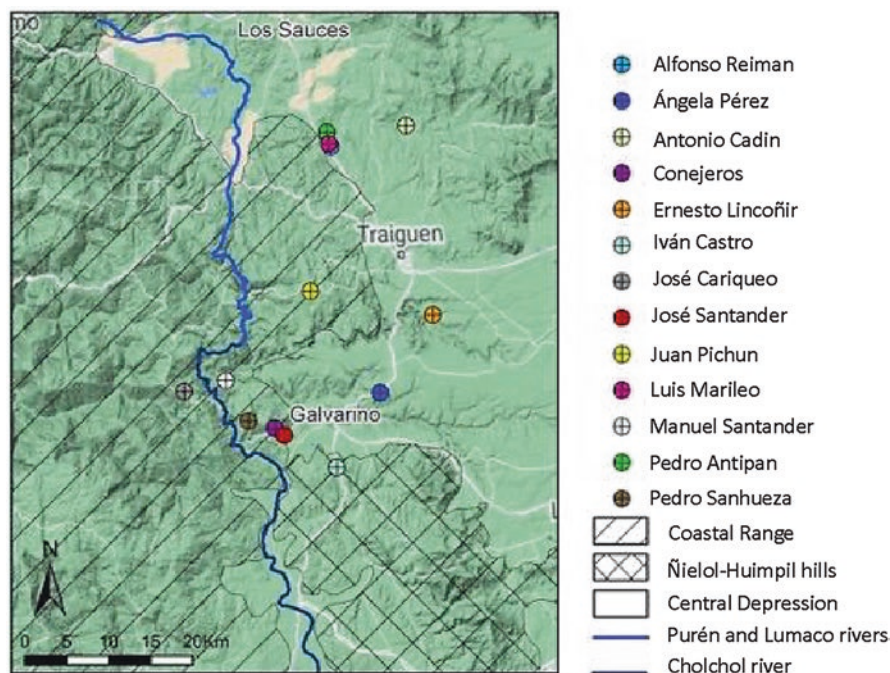 mo
Los Sauces
Traiguen
Galvarino
L
N
0 5 10 15 20Km
Alfonso Reiman
Ángela Pérez
Antonio Cadin
Conejeros
Ernesto Lincoñir
Iván Castro
José Cariqueo
José Santander
Juan Pichun
Luis Marileo
Manuel Santander
Pedro Antipan
Pedro Sanhueza
Coastal Range
Ñielol-Huimpil hills
Central Depression
Purén and Lumaco rivers
Cholchol river